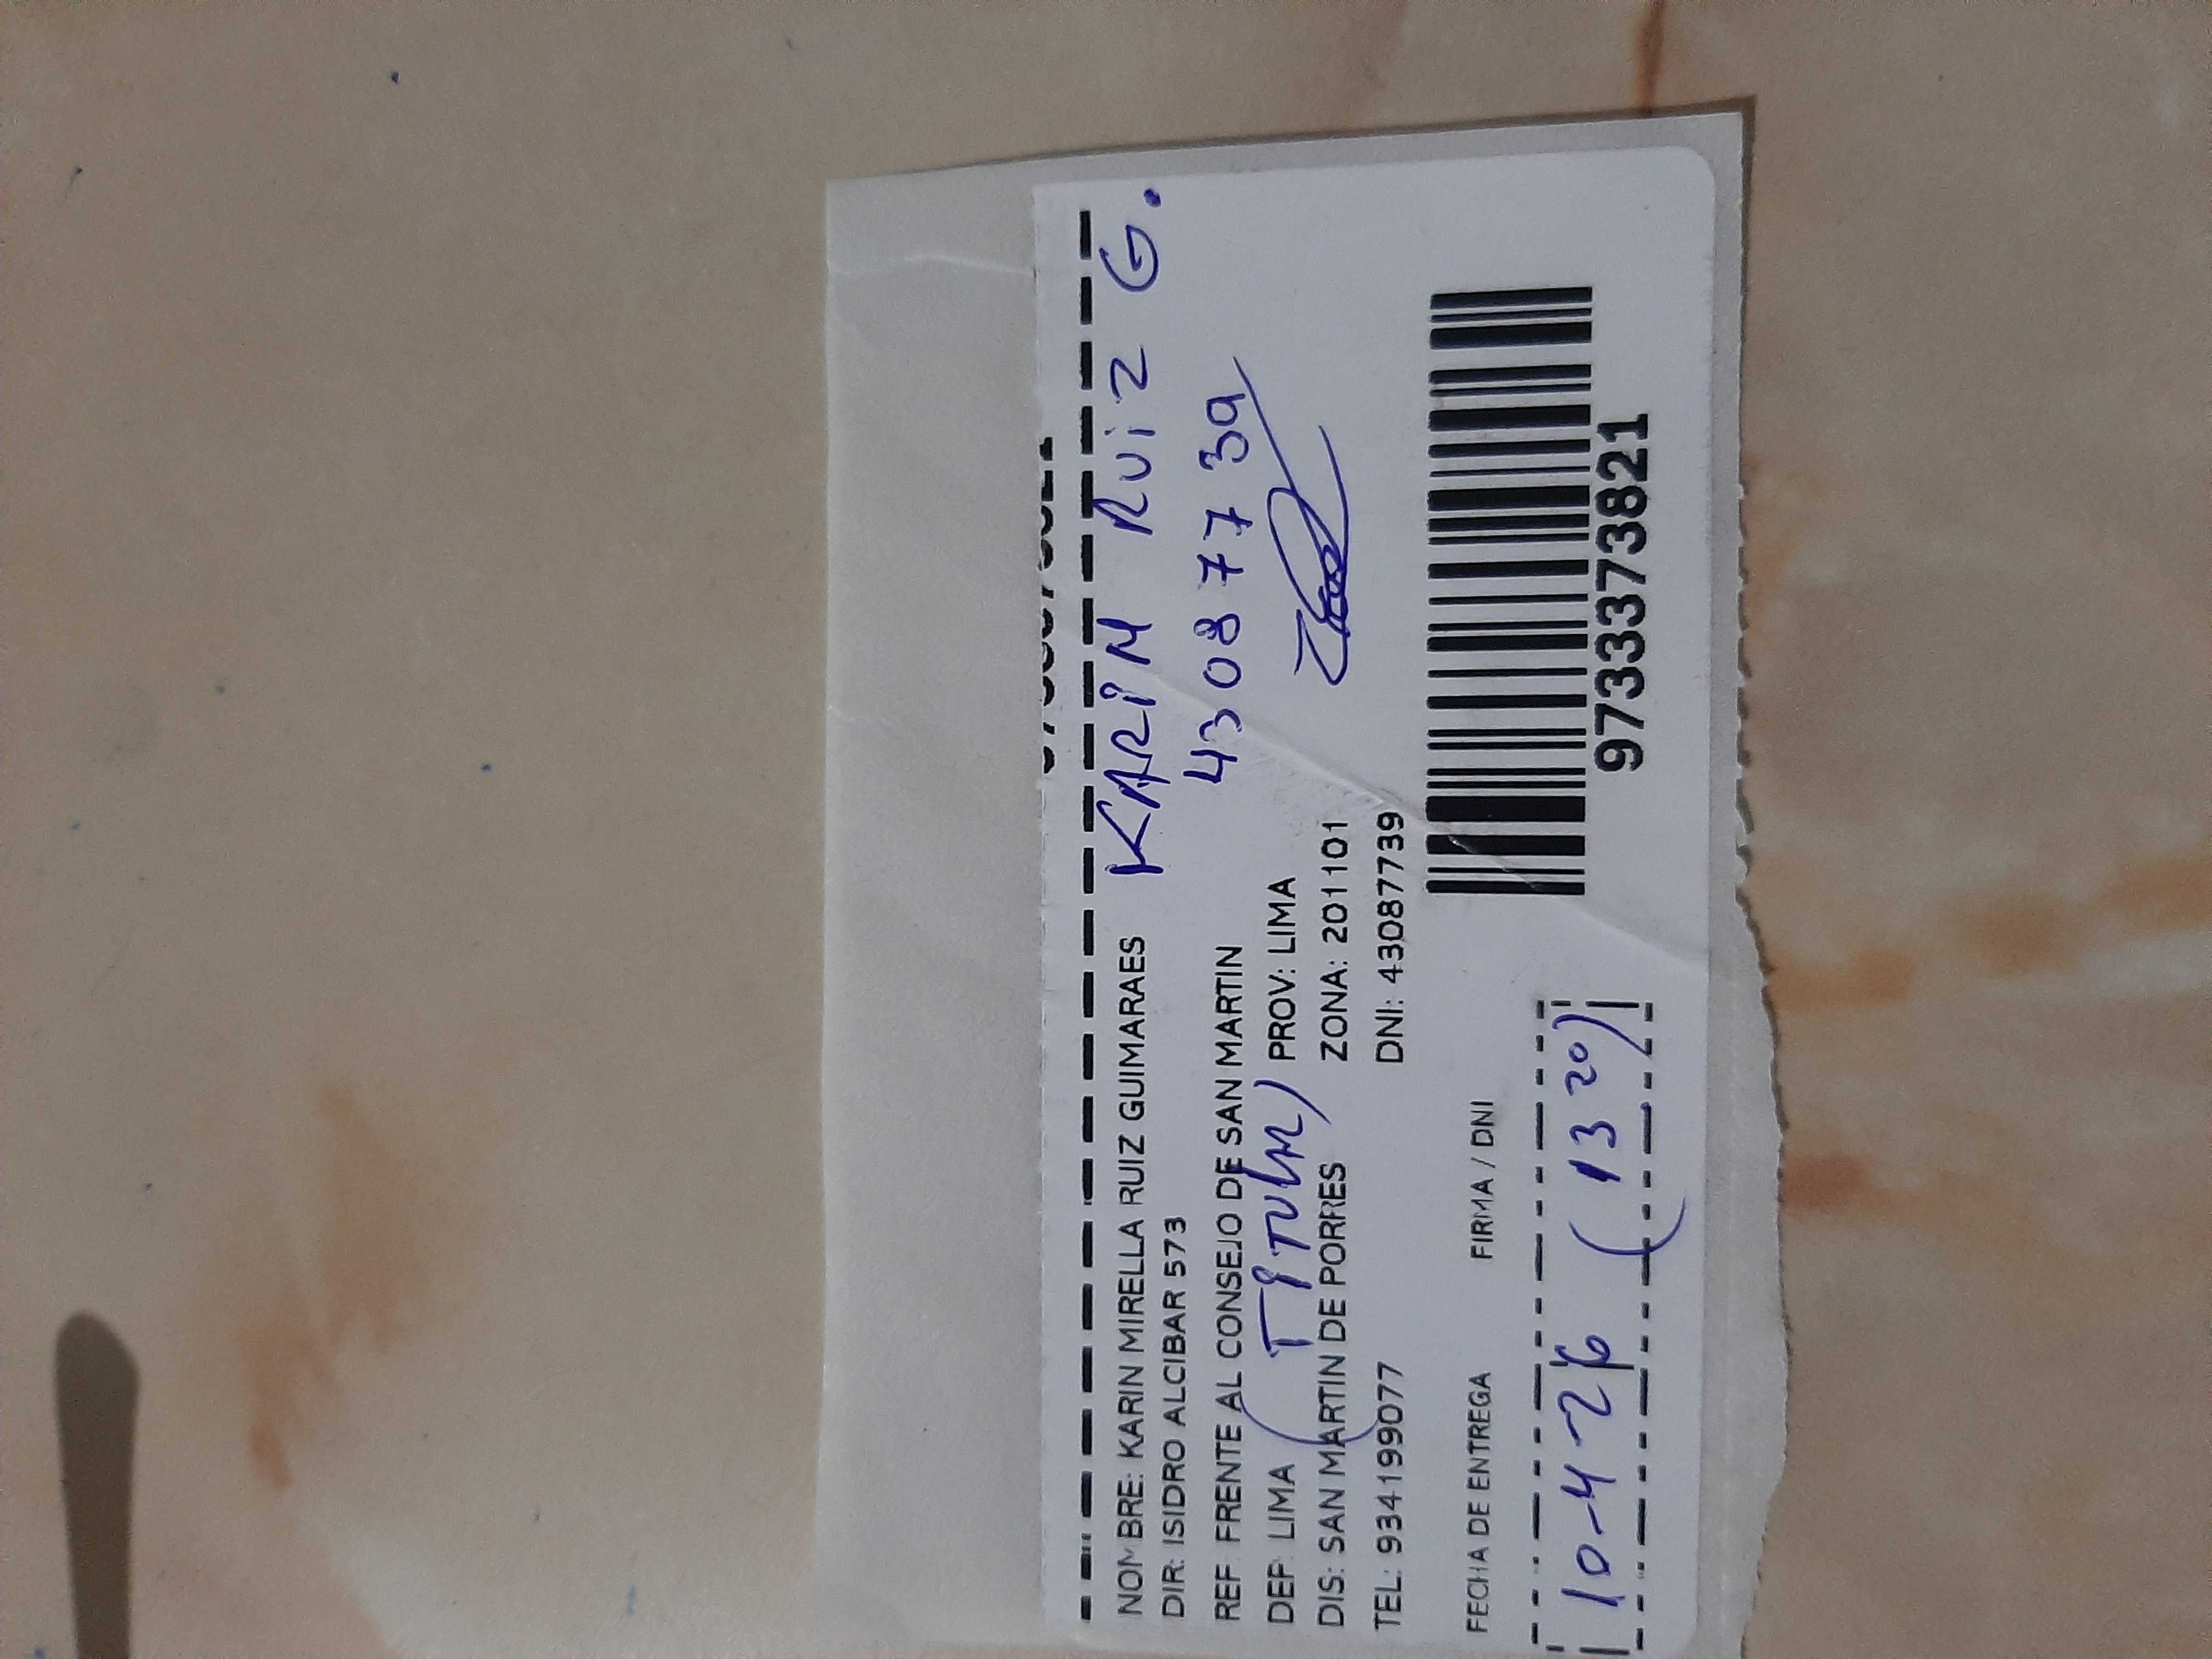 KARIN RUIZ G.
NOMBRE: KARIN MIRELLA RUIZ GUIMARAES
DIR: ISIDRO ALCIBAR 573
43087739
REF FRENTE AL CONSEJO DE SAN MARTIN
(TITULAR)
DEP: LIMA PROV: LIMA
DIS: SAN MARTIN DE PORRES ZONA: 201101
TEL: 934199077 DNI: 43087739
FECHA DE ENTREGA FIRMA / DNI
10-4-26 (13 20)
97333738​21